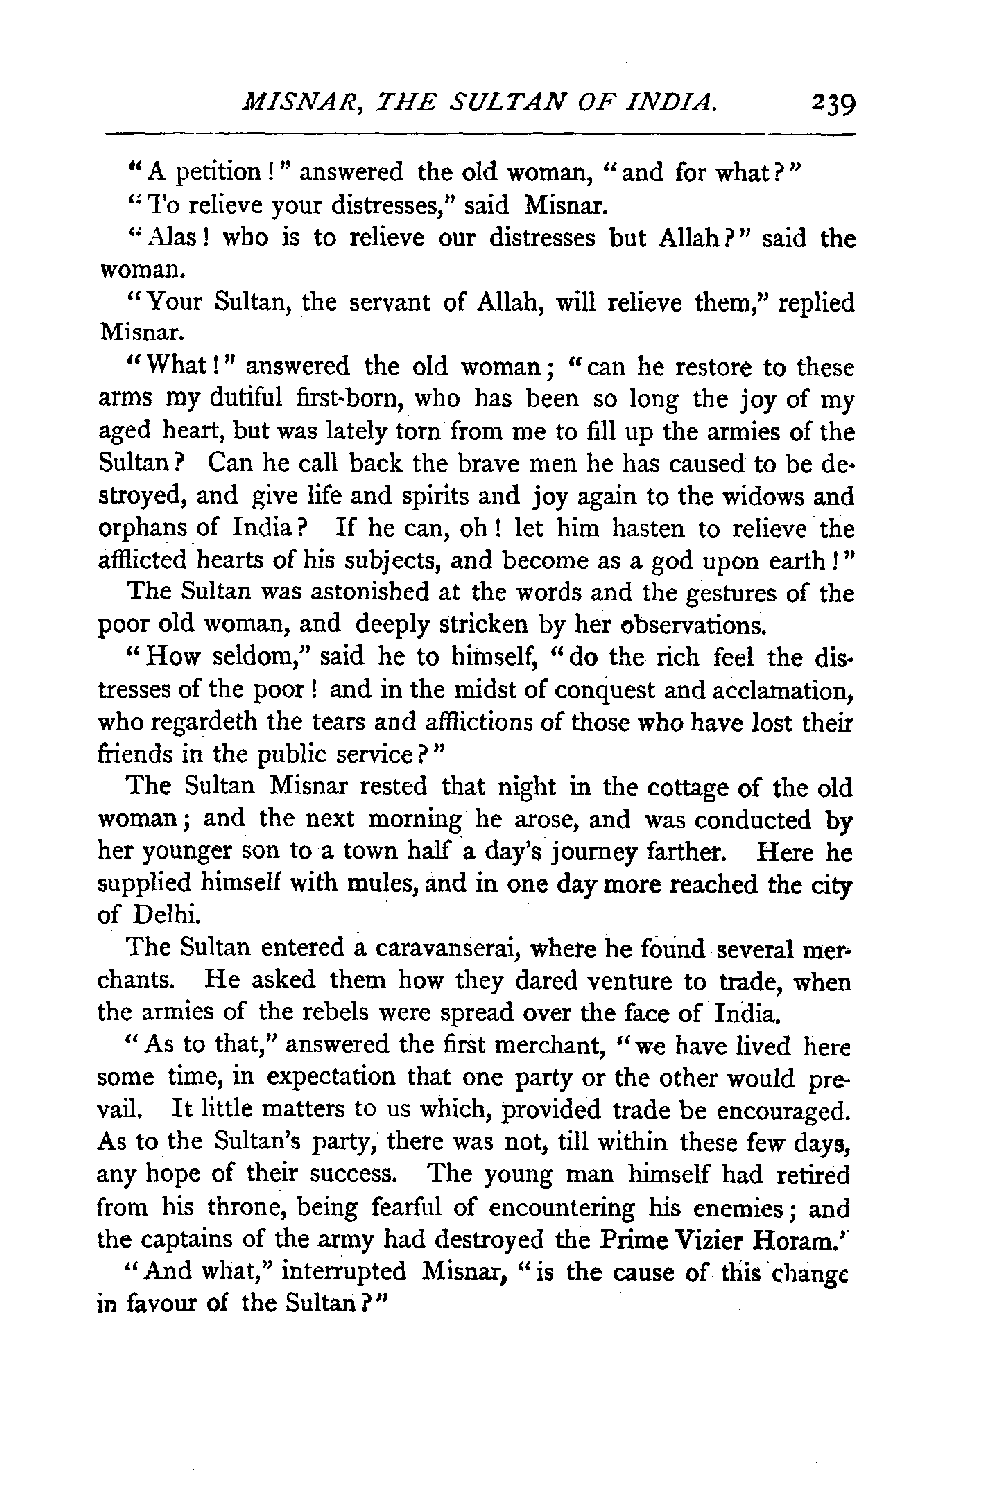 MISNAR, THE SULTAN OF INDIA. 239
"A petition!" answered the old woman, "and for what?"
"To relieve your distresses," said Misnar.
"Alas! who is to relieve our distresses but Allah?" said the
woman.
"Your Sultan, the servant of Allah, will relieve them," replied
Misnar.
"What!" answered the old woman; "can he restore to these
arms my dutiful first-born, who has been so long the joy of my
aged heart, but was lately torn from me to fill up the armies of the
Sultan? Can he call back the brave men he has caused to be de-
stroyed, and give life and spirits and joy again to the widows and
orphans of India? If he can, oh! let him hasten to relieve the
afflicted hearts of his subjects, and become as a god upon earth!"
The Sultan was astonished at the words and the gestures of the
poor old woman, and deeply stricken by her observations.
"How seldom," said he to himself, "do the rich feel the dis-
tresses of the poor! and in the midst of conquest and acclamation,
who regardeth the tears and afflictions of those who have lost their
friends in the public service?"
The Sultan Misnar rested that night in the cottage of the old
woman; and the next morning he arose, and was conducted by
her younger son to a town half a day's journey farther. Here he
supplied himself with mules, and in one day more reached the city
of Delhi.
The Sultan entered a caravanserai, where he found several mer-
chants. He asked them how they dared venture to trade, when
the armies of the rebels were spread over the face of India.
"As to that," answered the first merchant, "we have lived here
some time, in expectation that one party or the other would pre-
vail. It little matters to us which, provided trade be encouraged.
As to the Sultan's party, there was not, till within these few days,
any hope of their success. The young man himself had retired
from his throne, being fearful of encountering his enemies; and
the captains of the army had destroyed the Prime Vizier Horam.'
"And what," interrupted Misnar, "is the cause of this change
in favour of the Sultan?"